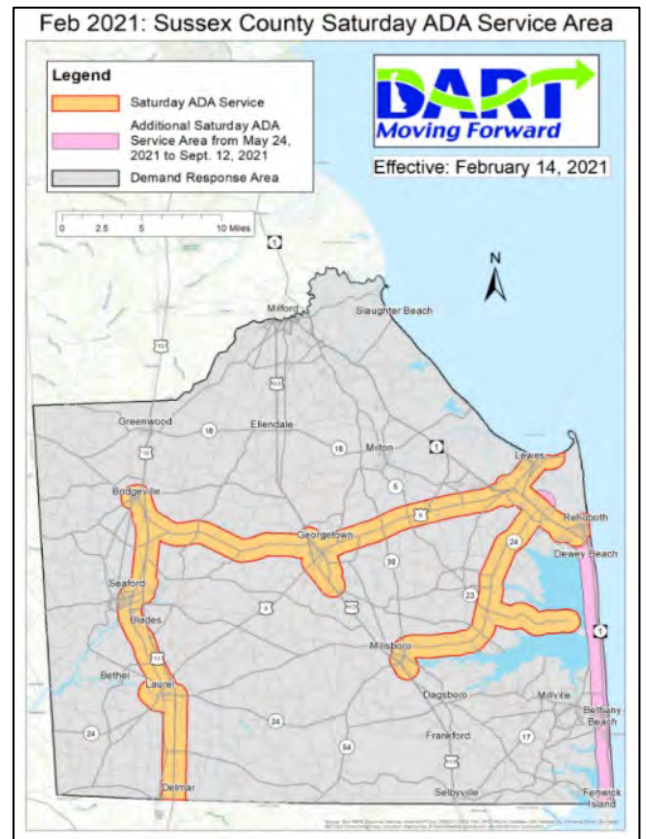 Feb 2021: Sussex County Saturday ADA Service Area
Legend
Saturday ADA Service
Additional Saturday ADA
Service Area from May 24,
2021 to Sept. 12, 2021
Demand Response Area
DART
Moving Forward
Effective: February 14, 2021
0 2.5 5 10 Miles
1
N
Milford
Slaughter Beach
Greenwood
Ellendale
16
16
Milton
1
5
Lewes
Bridgeville
9
Georgetown
Rehoboth
24
Dewey Beach
30
Seaford
23
Blades
9
1
Millsboro
Bethel
Laurel
Dagsboro
Millville
Bethany
Beach
24
24
Frankford
17
54
Delmar
Selbyville
Fenwick
Island